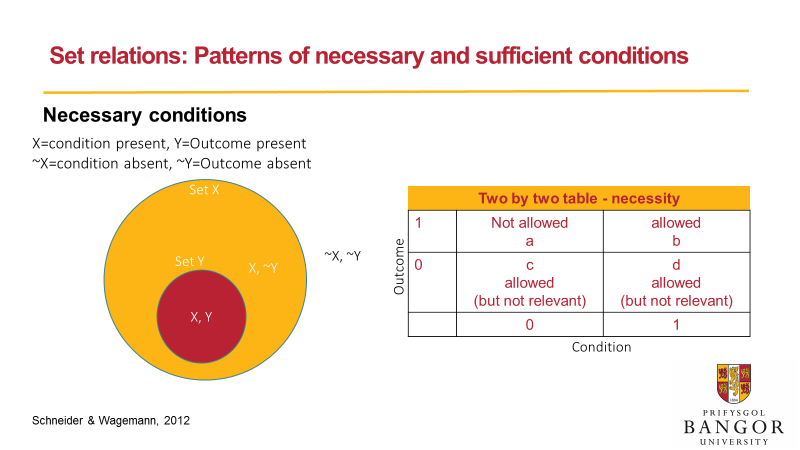 Set relations: Patterns of necessary and sufficient conditions
Necessary conditions
X=condition present, Y=Outcome present
~X=condition absent, ~Y=Outcome absent
Set X
Set Y
X, ~Y
X, Y
~X, ~Y
Two by two table - necessity
Outcome
1
Not allowed
a
allowed
b
0
c
allowed
(but not relevant)
d
allowed
(but not relevant)
0
1
Condition
Schneider & Wagemann, 2012
PRIFYSGOL
BANGOR
UNIVERSITY